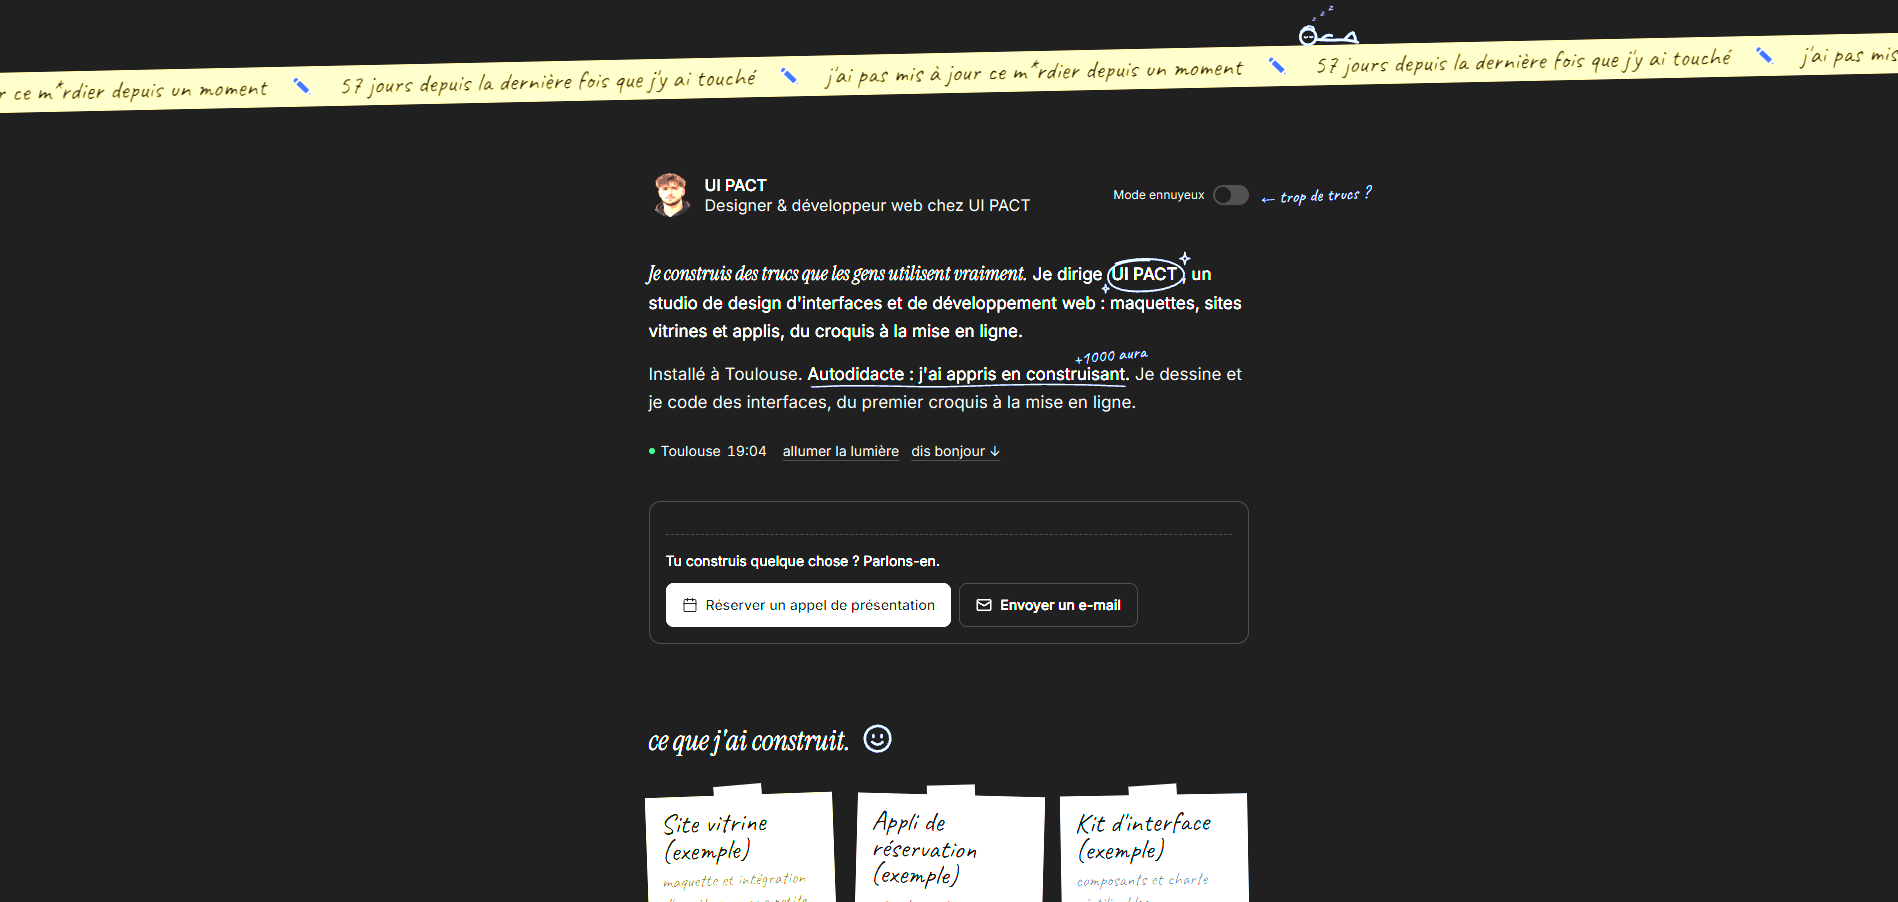 r ce m*rdier depuis un moment 57 jours depuis la dernière fois que j'y ai touché j'ai pas mis à jour ce m*rdier depuis un moment 57 jours depuis la dernière fois que j'y ai touché j'ai pas mis
z z z
UI PACT
Designer & développeur web chez UI PACT
Mode ennuyeux
← trop de trucs ?
Je construis des trucs que les gens utilisent vraiment. Je dirige UI PACT, un
studio de design d'interfaces et de développement web : maquettes, sites
vitrines et applis, du croquis à la mise en ligne.
+1000 aura
Installé à Toulouse. Autodidacte : j'ai appris en construisant. Je dessine et
je code des interfaces, du premier croquis à la mise en ligne.
Toulouse 19:04 allumer la lumière dis bonjour ↓
Tu construis quelque chose ? Parlons-en.
Réserver un appel de présentation
Envoyer un e-mail
ce que j'ai construit.
Site vitrine
(exemple)
maquette et intégration
Appli de
réservation
(exemple)
Kit d'interface
(exemple)
composants et charte